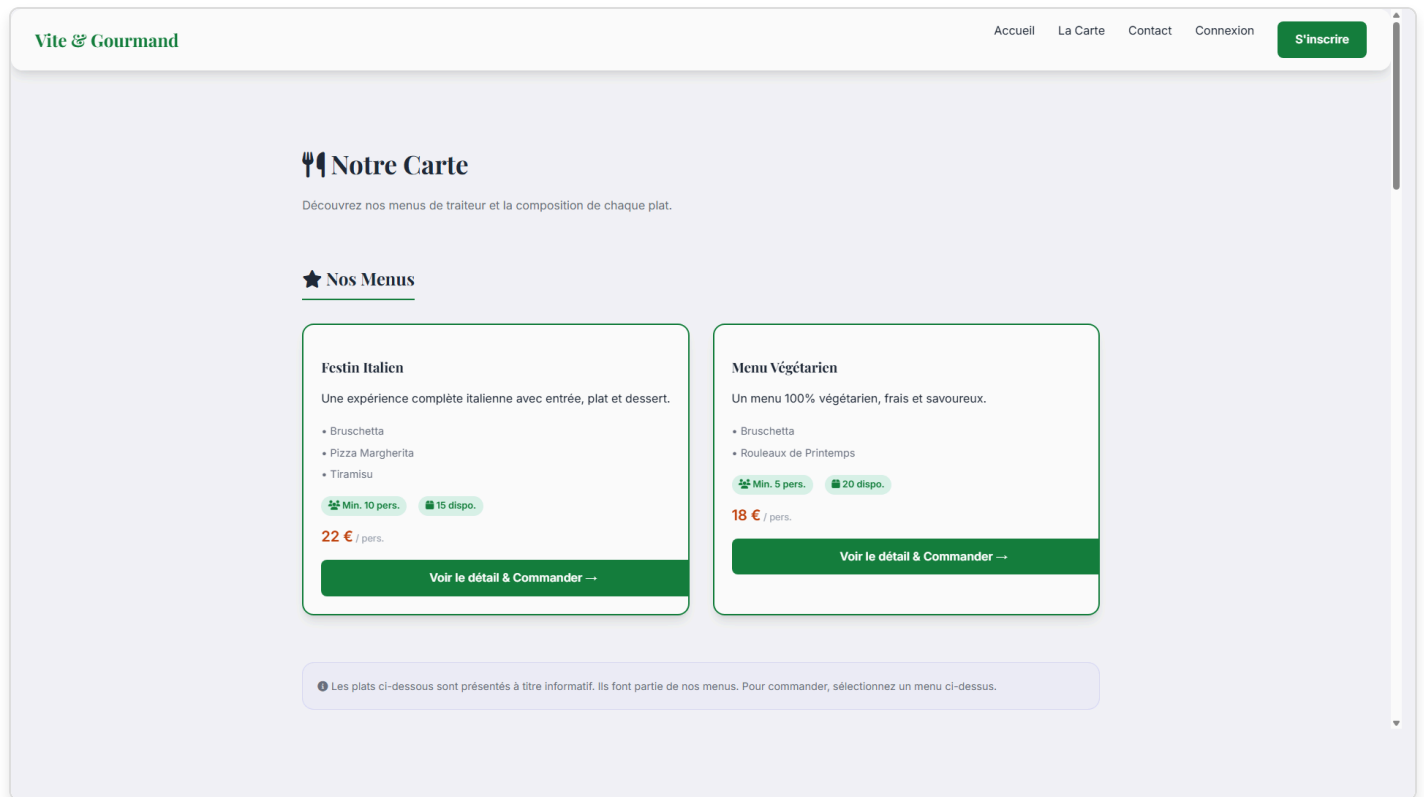 Vite & Gourmand
Accueil La Carte Contact Connexion S'inscrire
Notre Carte
Découvrez nos menus de traiteur et la composition de chaque plat.
Nos Menus
Festin Italien
Une expérience complète italienne avec entrée, plat et dessert.
• Bruschetta
• Pizza Margherita
• Tiramisu
Min. 10 pers. 15 dispo.
22 € / pers.
Voir le détail & Commander →
Menu Végétarien
Un menu 100% végétarien, frais et savoureux.
• Bruschetta
• Rouleaux de Printemps
Min. 5 pers. 20 dispo.
18 € / pers.
Voir le détail & Commander →
Les plats ci-dessous sont présentés à titre informatif. Ils font partie de nos menus. Pour commander, sélectionnez un menu ci-dessus.